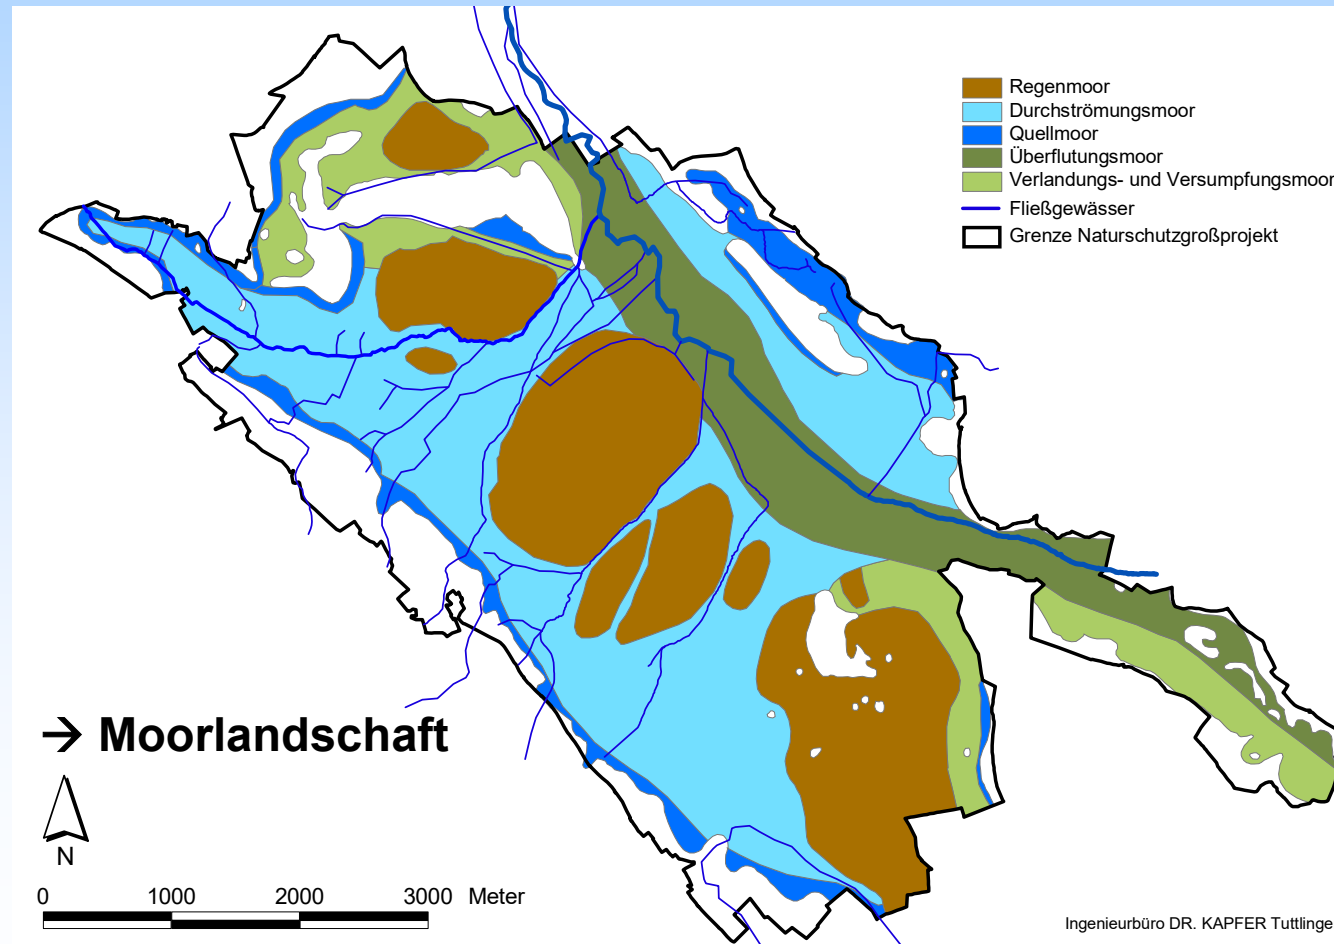 Regenmoor
Durchströmungsmoor
Quellmoor
Überflutungsmoor
Verlandungs- und Versumpfungsmoor
Fließgewässer
Grenze Naturschutzgroßprojekt
→ Moorlandschaft
N
0 1000 2000 3000 Meter
Ingenieurbüro DR. KAPFER Tuttlinge